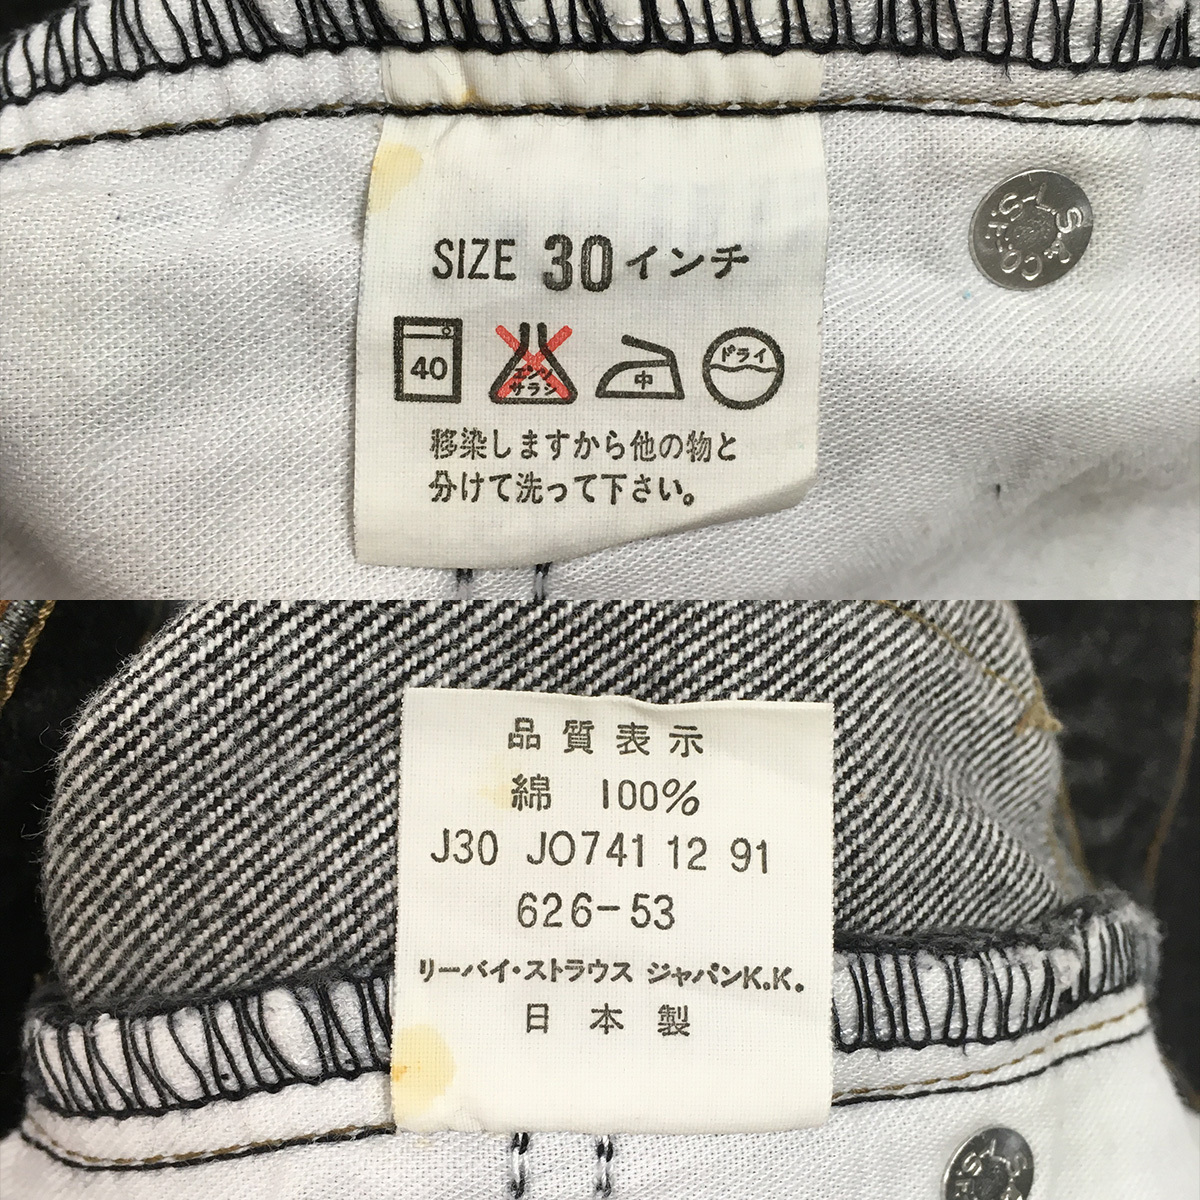 SIZE 30インチ
40 エンソサラシ 中 ドライ
移染しますから他の物と
分けて洗って下さい。
L.S.&CO.S.F.
品質表示
綿 100%
J30 JO741 12 91
626-53
リーバイ・ストラウス ジャパンK.K.
日本製